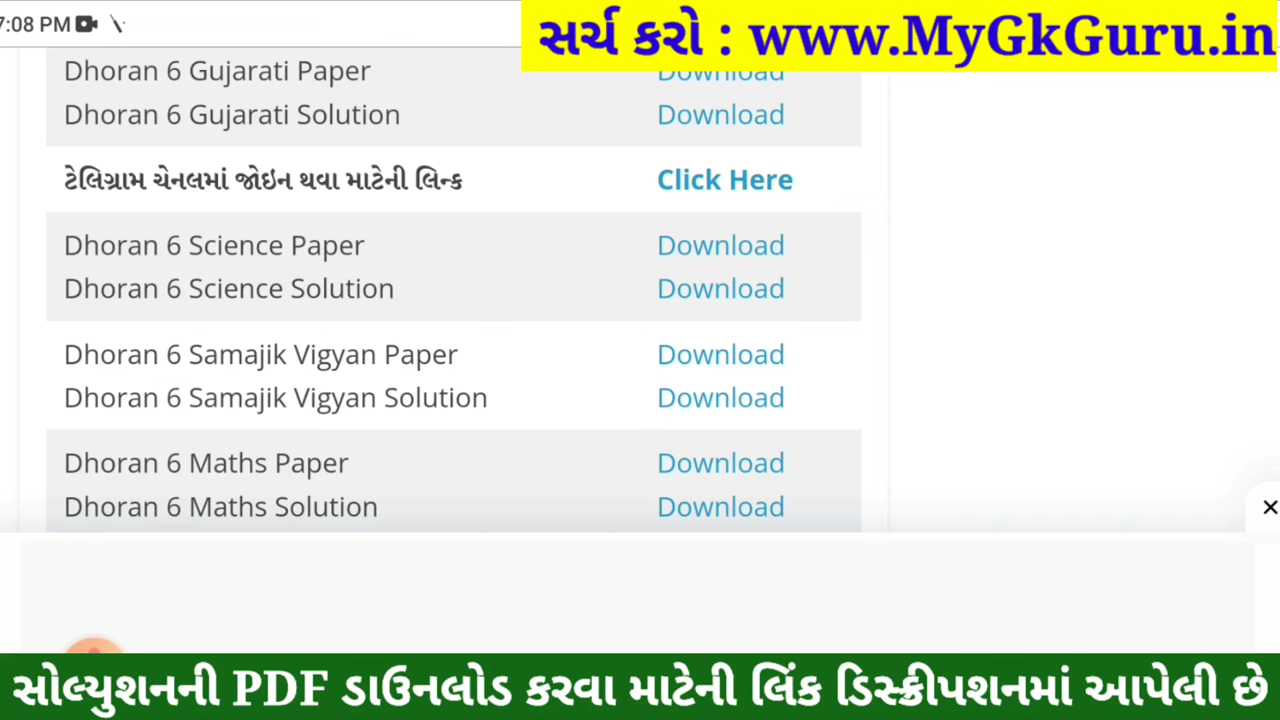 7:08 PM
સર્ચ કરો : www.MyGkGuru.in
Dhoran 6 Gujarati Paper Download
Dhoran 6 Gujarati Solution Download
ટેલિગ્રામ ચેનલમાં જોઇન થવા માટેની લિન્ક Click Here
Dhoran 6 Science Paper Download
Dhoran 6 Science Solution Download
Dhoran 6 Samajik Vigyan Paper Download
Dhoran 6 Samajik Vigyan Solution Download
Dhoran 6 Maths Paper Download
Dhoran 6 Maths Solution Download
સોલ્યુશનની PDF ડાઉનલોડ કરવા માટેની લિંક ડિસ્ક્રીપશનમાં આપેલી છે